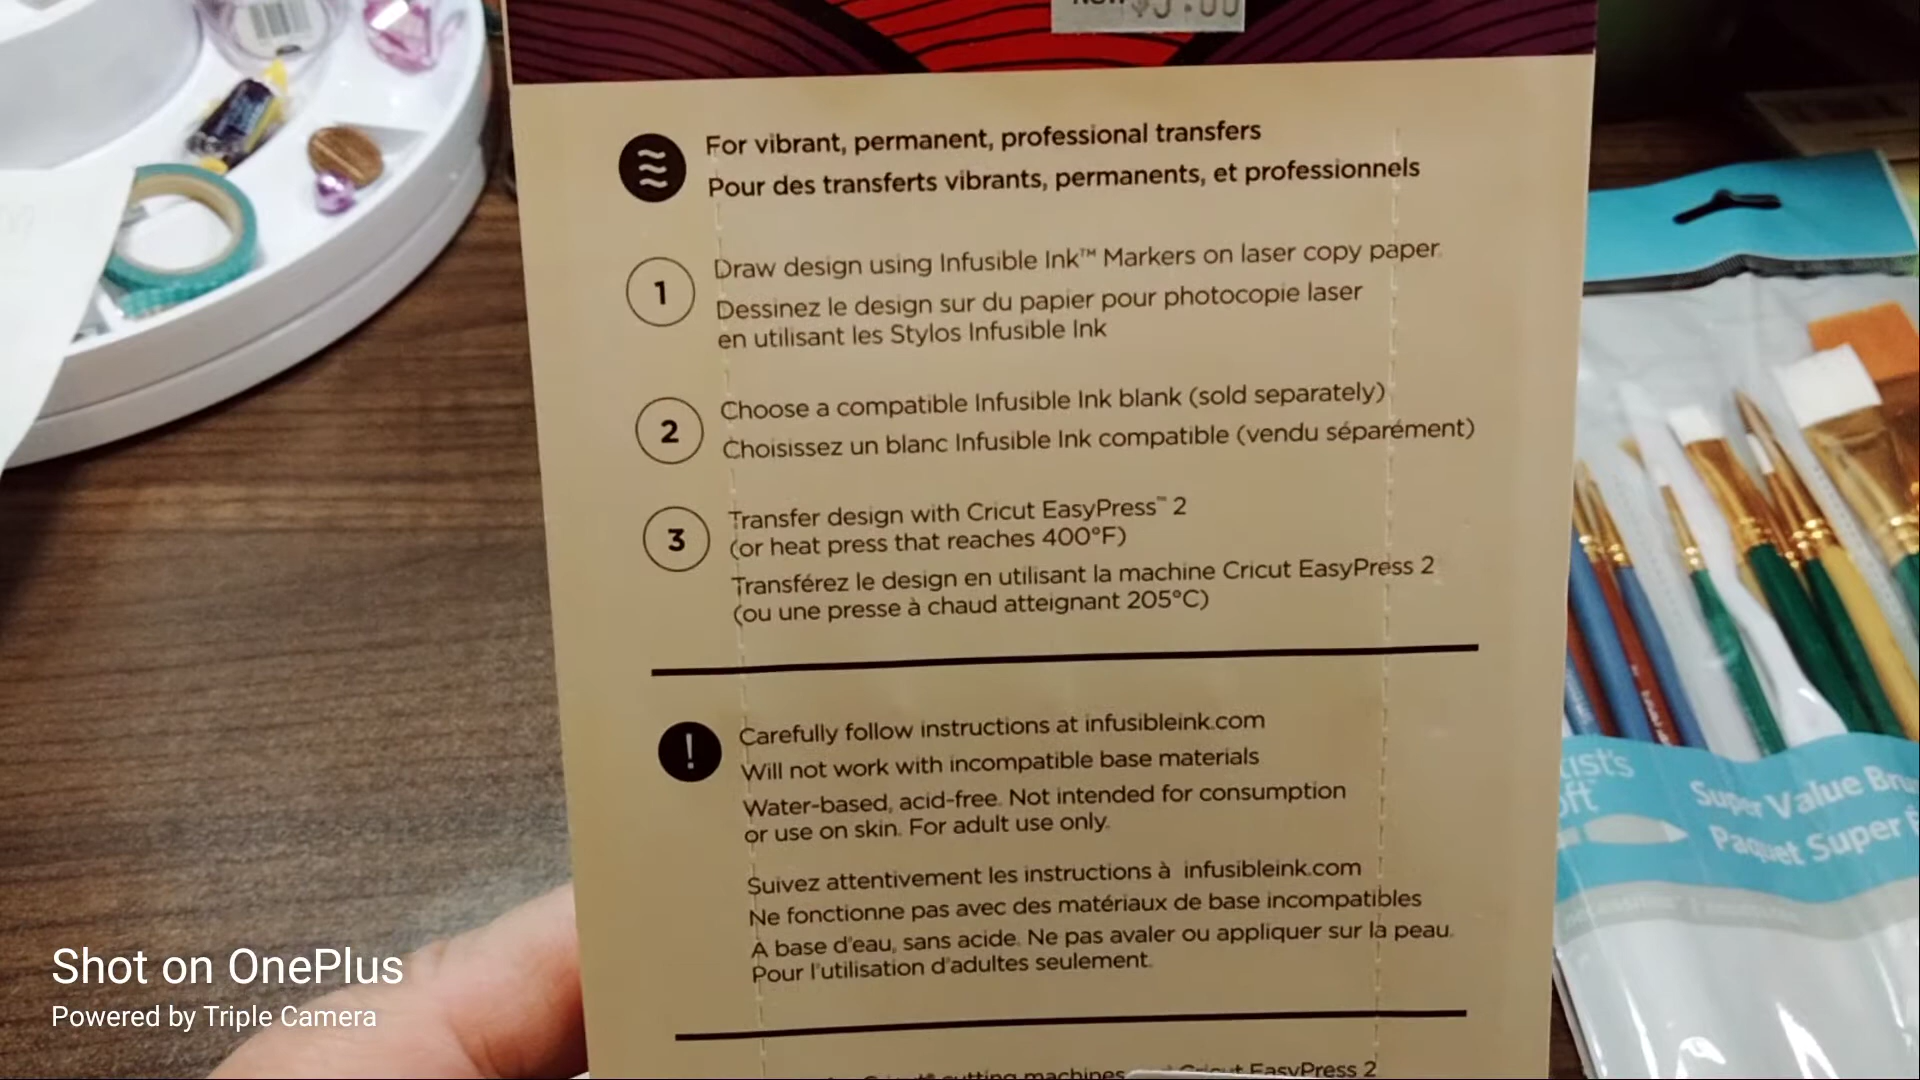 For vibrant, permanent, professional transfers
Pour des transferts vibrants, permanents, et professionnels
1
Draw design using Infusible Ink™ Markers on laser copy paper.
Dessinez le design sur du papier pour photocopie laser
en utilisant les Stylos Infusible Ink
2
Choose a compatible Infusible Ink blank (sold separately)
Choisissez un blanc Infusible Ink compatible (vendu séparément)
3
Transfer design with Cricut EasyPress™ 2
(or heat press that reaches 400°F)
Transférez le design en utilisant la machine Cricut EasyPress 2
(ou une presse à chaud atteignant 205°C)
!
Carefully follow instructions at infusibleink.com
Will not work with incompatible base materials
Water-based, acid-free. Not intended for consumption
or use on skin. For adult use only.
Suivez attentivement les instructions à infusibleink.com
Ne fonctionne pas avec des matériaux de base incompatibles
À base d'eau, sans acide. Ne pas avaler ou appliquer sur la peau.
Pour l'utilisation d'adultes seulement.
machines
EasyPress 2
Super Value
Paquet Super
Shot on OnePlus
Powered by Triple Camera